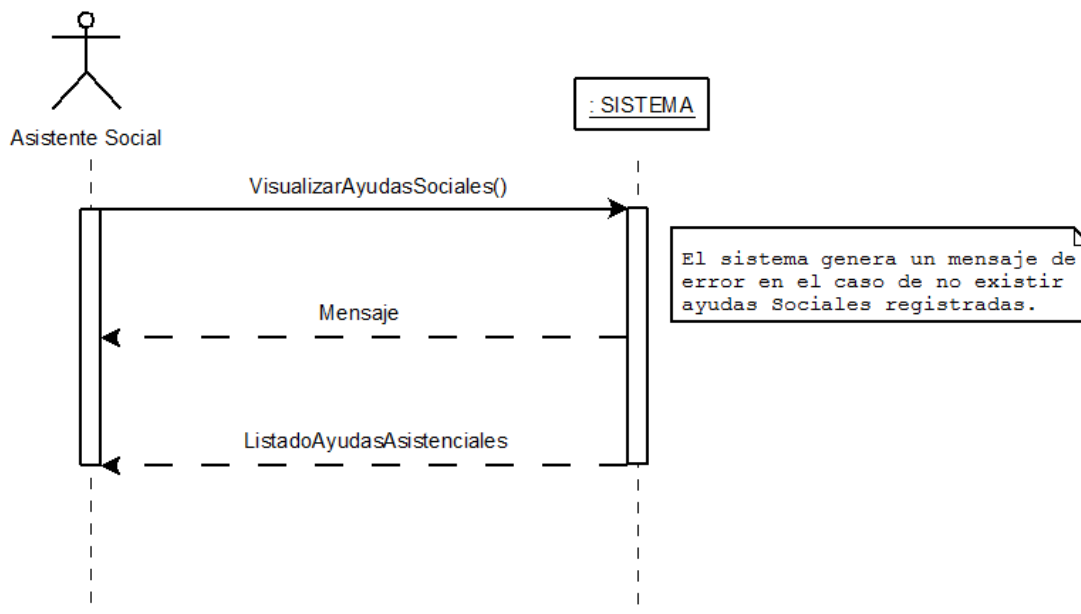 Asistente Social
: SISTEMA
VisualizarAyudasSociales()
El sistema genera un mensaje de
error en el caso de no existir
ayudas Sociales registradas.
Mensaje
ListadoAyudasAsistenciales